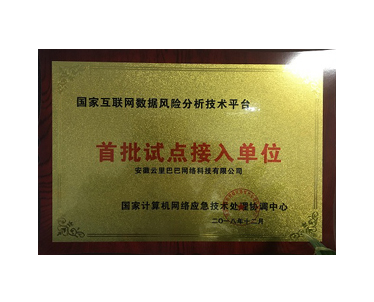 国家互联网数据风险分析技术平台
首批试点接入单位
安徽云里巴巴网络科技有限公司
国家计算机网络应急技术处理协调中心
二〇一八年十二月